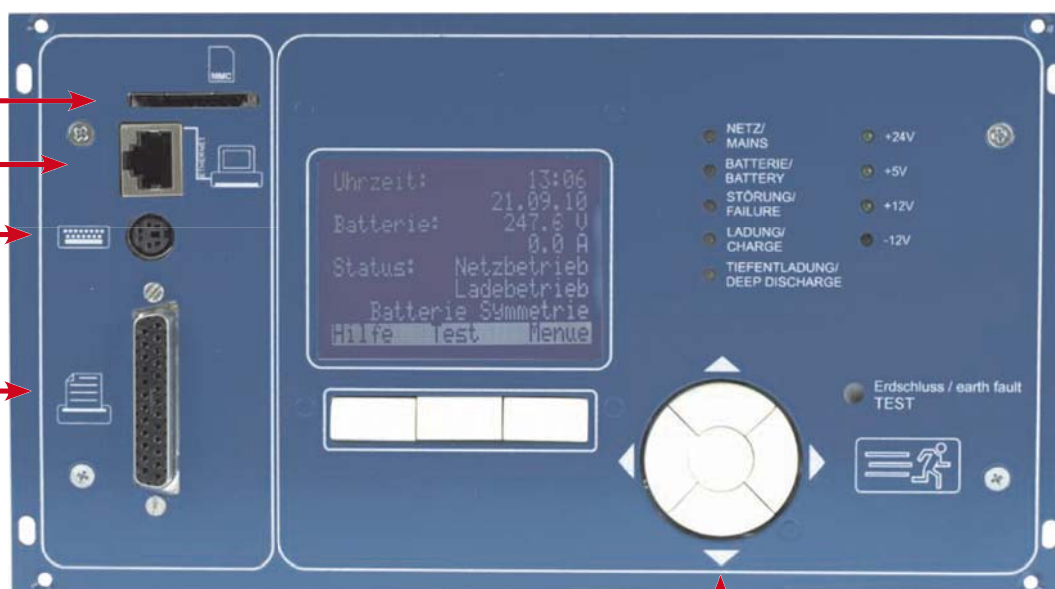 MMC
ETHERNET
Uhrzeit: 13:06
21.09.10
Batterie: 247.6 V
0.0 A
Status: Netzbetrieb
Ladebetrieb
Batterie Symmetrie
Hilfe Test Menue
NETZ/
MAINS
BATTERIE/
BATTERY
STÖRUNG/
FAILURE
LADUNG/
CHARGE
TIEFENTLADUNG/
DEEP DISCHARGE
+24V
+5V
+12V
-12V
Erdschluss / earth fault
TEST